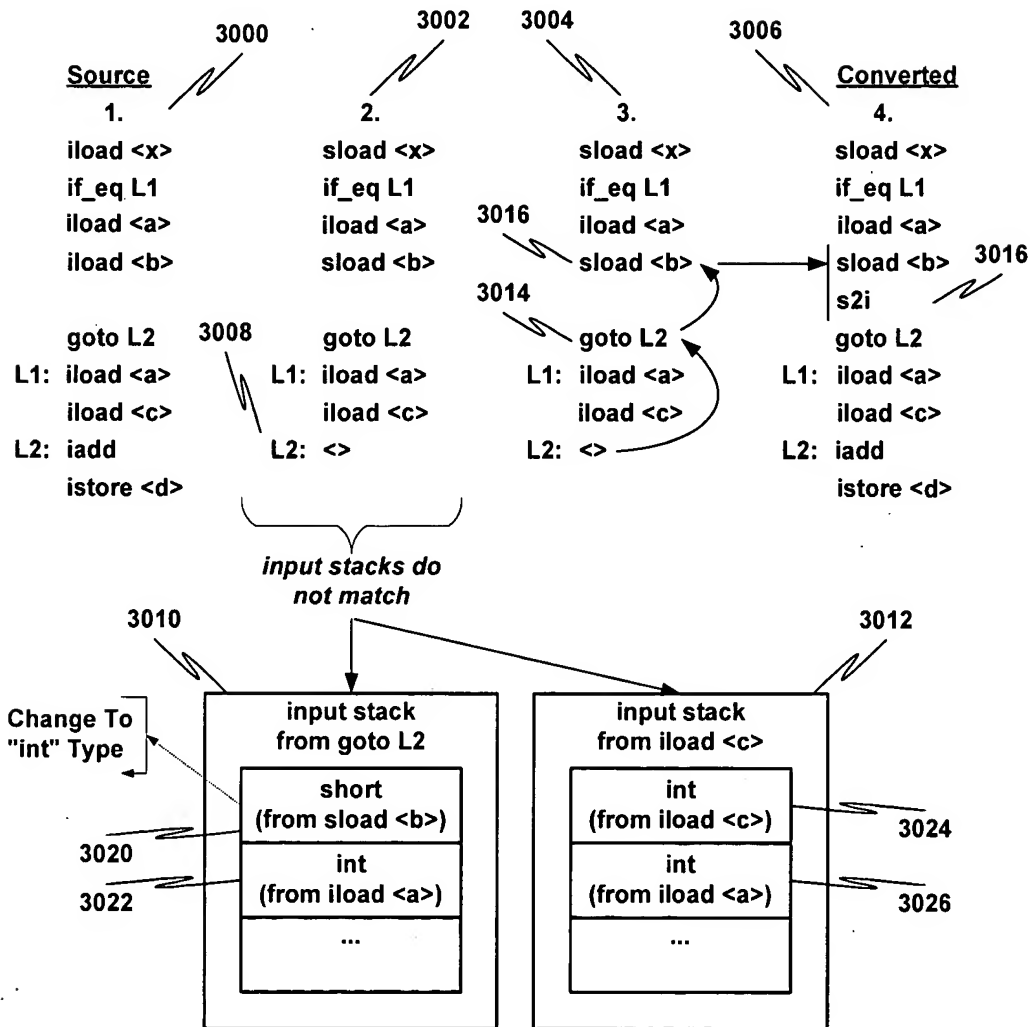 3000
3002
3004
3006
Source
1.
iload <x>
if_eq L1
iload <a>
iload <b>
goto L2
L1: iload <a>
iload <c>
L2: iadd
istore <d>
2.
sload <x>
if_eq L1
iload <a>
sload <b>
3008
goto L2
L1: iload <a>
iload <c>
L2: <>
3.
sload <x>
if_eq L1
iload <a>
3016
sload <b>
3014
goto L2
L1: iload <a>
iload <c>
L2: <>
Converted
4.
sload <x>
if_eq L1
iload <a>
sload <b>
3016
s2i
goto L2
L1: iload <a>
iload <c>
L2: iadd
istore <d>
input stacks do
not match
3010
3012
Change To
"int" Type
input stack
from goto L2
short
(from sload <b>)
3020
int
(from iload <a>)
3022
...
input stack
from iload <c>
int
(from iload <c>)
3024
int
(from iload <a>)
3026
...